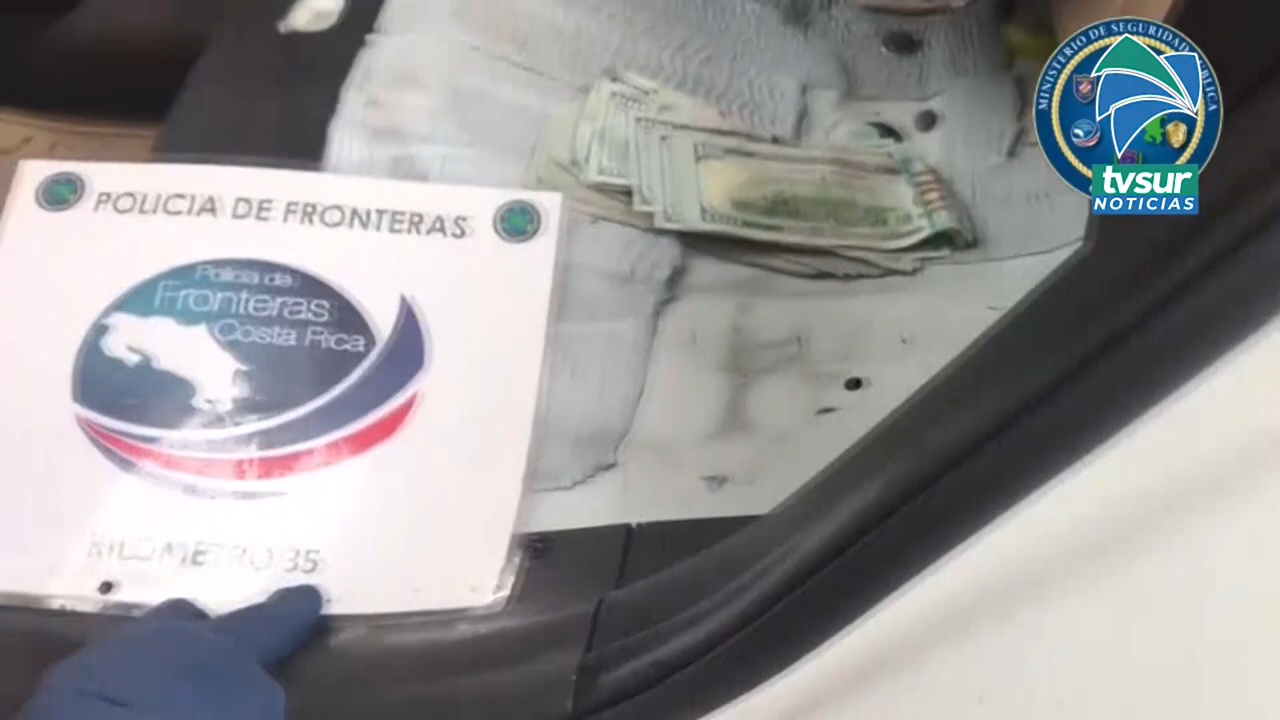 POLICIA DE FRONTERAS
Policía de
Fronteras
Costa Rica
KILOMETRO 35
MINISTERIO DE SEGURIDAD PÚBLICA
tvsur
NOTICIAS